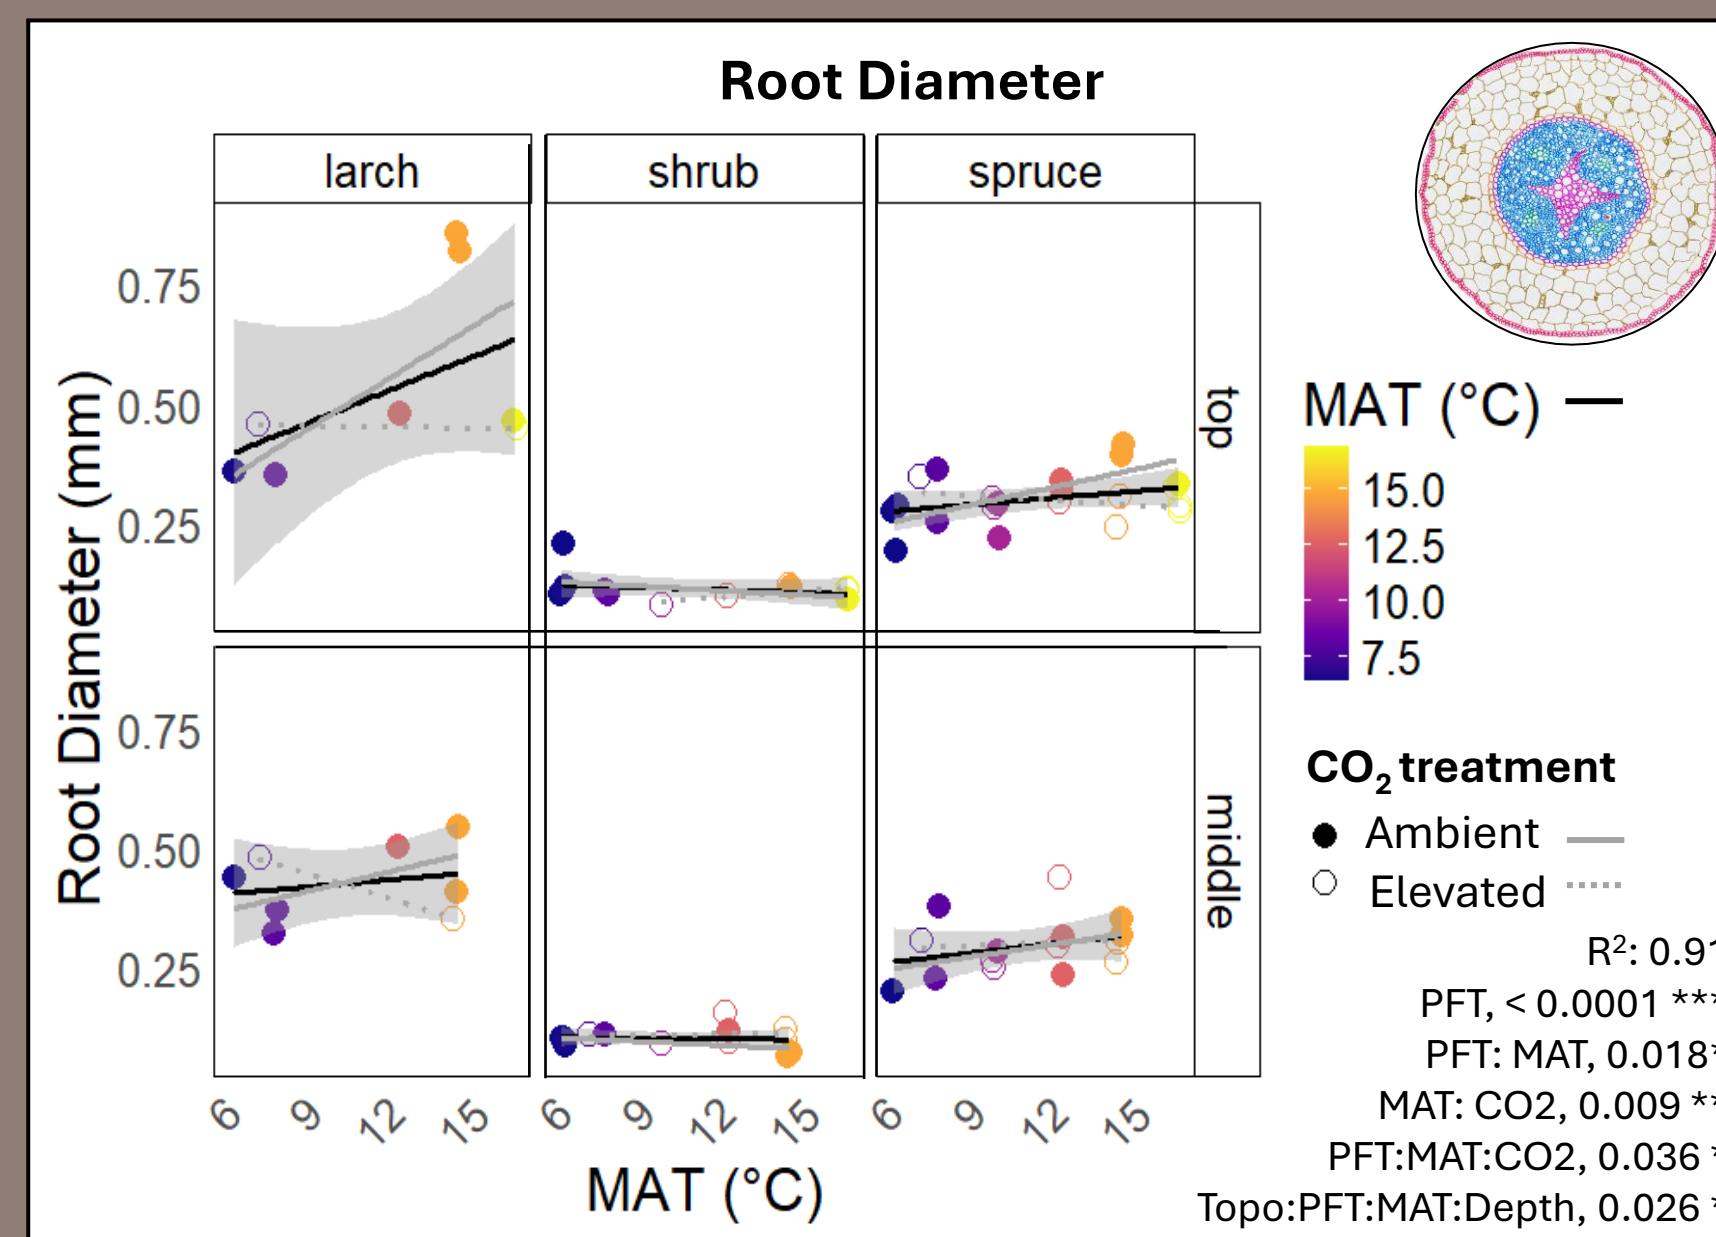 Root Diameter
larch
shrub
spruce
0.75
0.50
0.25
top
0.75
0.50
0.25
middle
Root Diameter (mm)
6
9
12
15
6
9
12
15
6
9
12
15
MAT (°C)
MAT (°C)
15.0
12.5
10.0
7.5
CO₂ treatment
Ambient
Elevated
R²: 0.91
PFT, < 0.0001 ***
PFT: MAT, 0.018*
MAT: CO2, 0.009 **
PFT:MAT:CO2, 0.036 *
Topo:PFT:MAT:Depth, 0.026 *